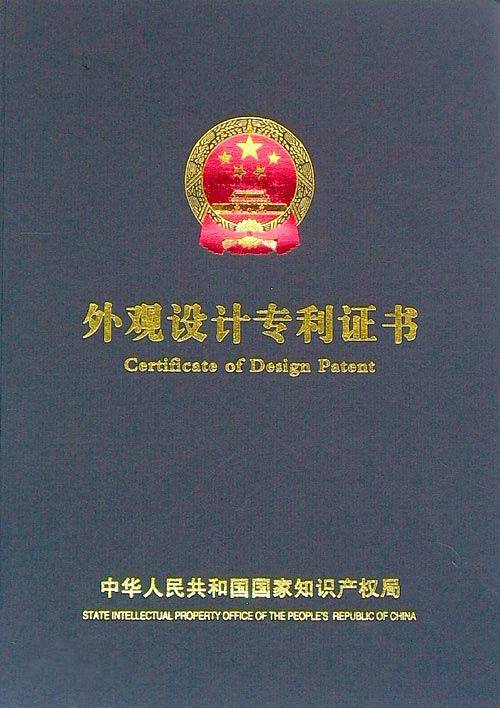 外观设计专利证书
Certificate of Design Patent
中华人民共和国国家知识产权局
STATE INTELLECTUAL PROPERTY OFFICE OF THE PEOPLE'S REPUBLIC OF CHINA